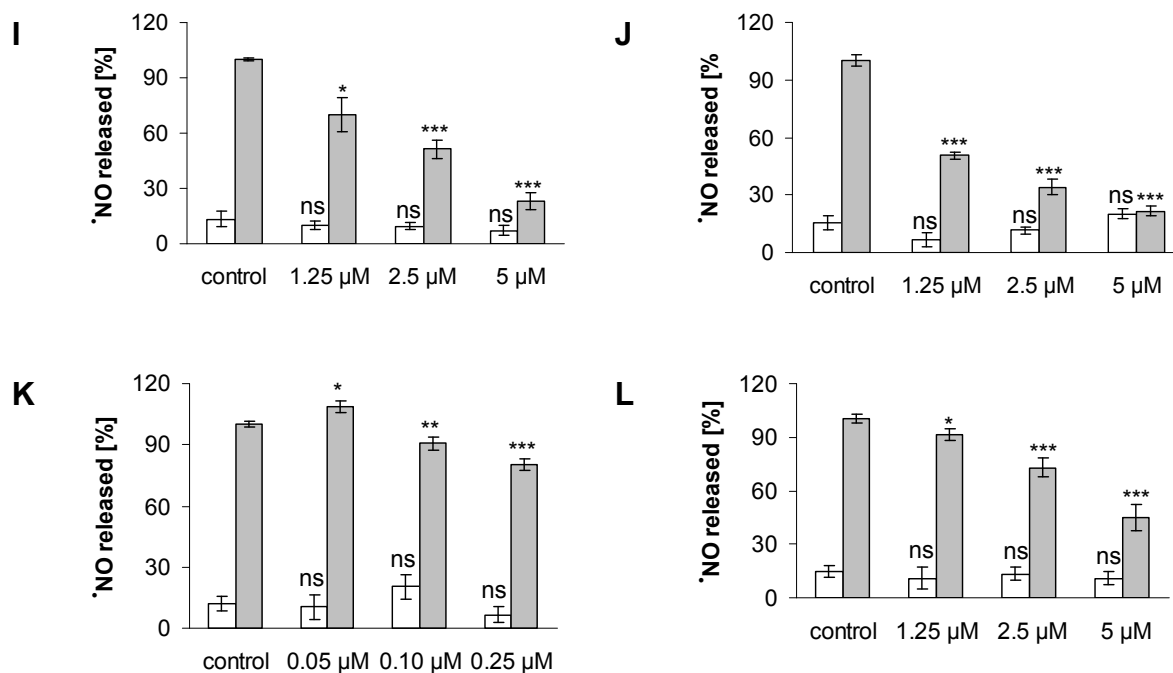 I
•NO released [%]
120
90
60
30
0
*
***
***
ns
ns
ns
control 1.25 µM 2.5 µM 5 µM
J
•NO released [%
120
90
60
30
0
***
***
ns ***
ns
ns
control 1.25 µM 2.5 µM 5 µM
K
•NO released [%]
120
90
60
30
0
*
**
***
ns
ns
ns
control 0.05 µM 0.10 µM 0.25 µM
L
•NO released [%]
120
90
60
30
0
*
***
***
ns
ns
ns
control 1.25 µM 2.5 µM 5 µM